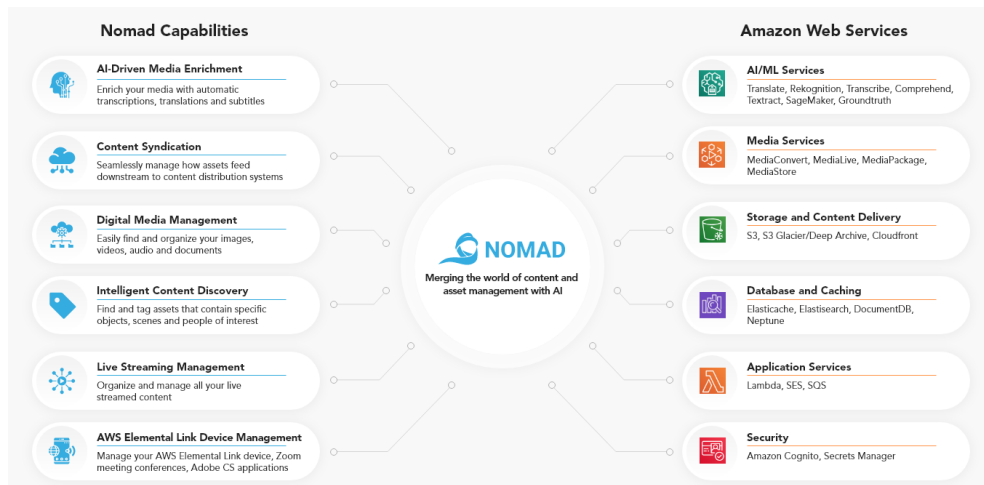 Nomad Capabilities
AI-Driven Media Enrichment
Enrich your media with automatic
transcriptions, translations and subtitles
Content Syndication
Seamlessly manage how assets feed
downstream to content distribution systems
Digital Media Management
Easily find and organize your images,
videos, audio and documents
Intelligent Content Discovery
Find and tag assets that contain specific
objects, scenes and people of interest
Live Streaming Management
Organize and manage all your live
streamed content
AWS Elemental Link Device Management
Manage your AWS Elemental Link device, Zoom
meeting conferences, Adobe CS applications
NOMAD
Merging the world of content and
asset management with AI
Amazon Web Services
AI/ML Services
Translate, Rekognition, Transcribe, Comprehend,
Textract, SageMaker, Groundtruth
Media Services
MediaConvert, MediaLive, MediaPackage,
MediaStore
Storage and Content Delivery
S3, S3 Glacier/Deep Archive, Cloudfront
Database and Caching
Elasticache, Elastisearch, DocumentDB,
Neptune
Application Services
Lambda, SES, SQS
Security
Amazon Cognito, Secrets Manager